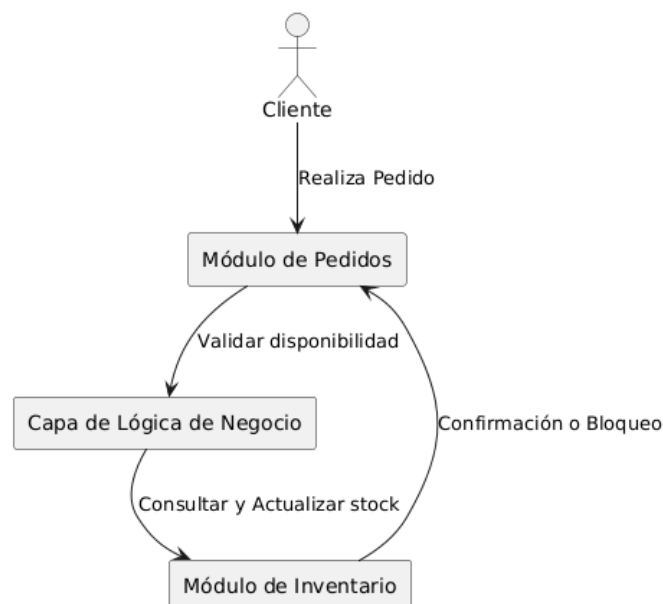 Cliente
Realiza Pedido
Módulo de Pedidos
Validar disponibilidad
Capa de Lógica de Negocio
Confirmación o Bloqueo
Consultar y Actualizar stock
Módulo de Inventario